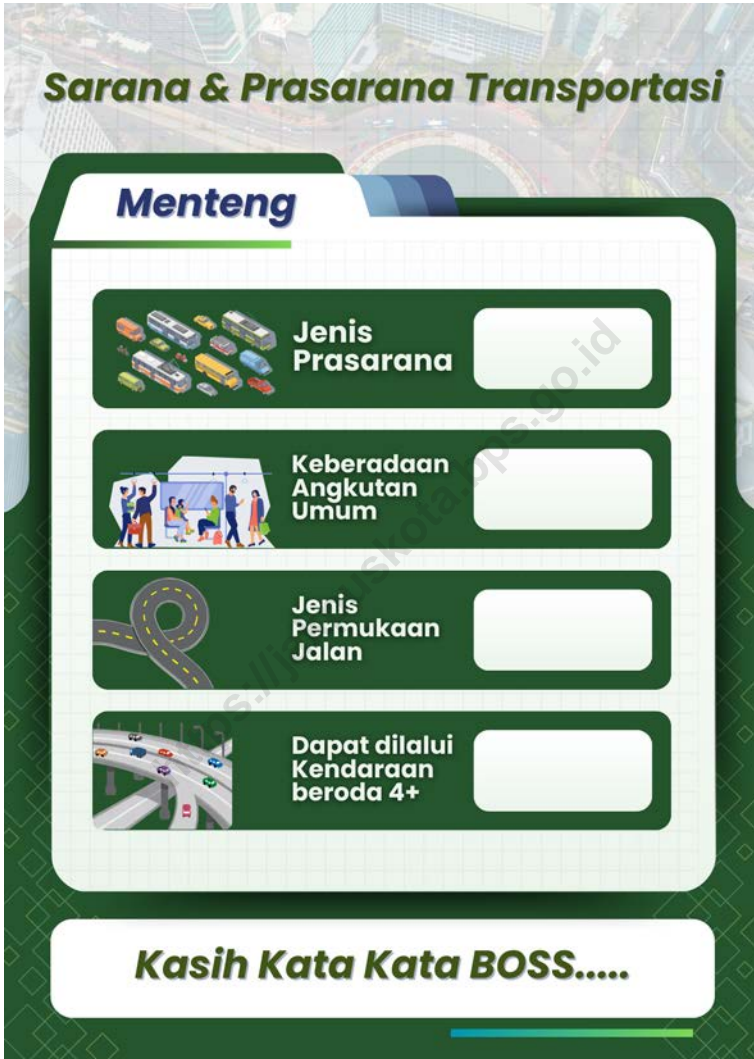 Sarana & Prasarana Transportasi
Menteng
Jenis
Prasarana
Keberadaan
Angkutan
Umum
Jenis
Permukaan
Jalan
Dapat dilalui
Kendaraan
beroda 4+
Kasih Kata Kata BOSS.....